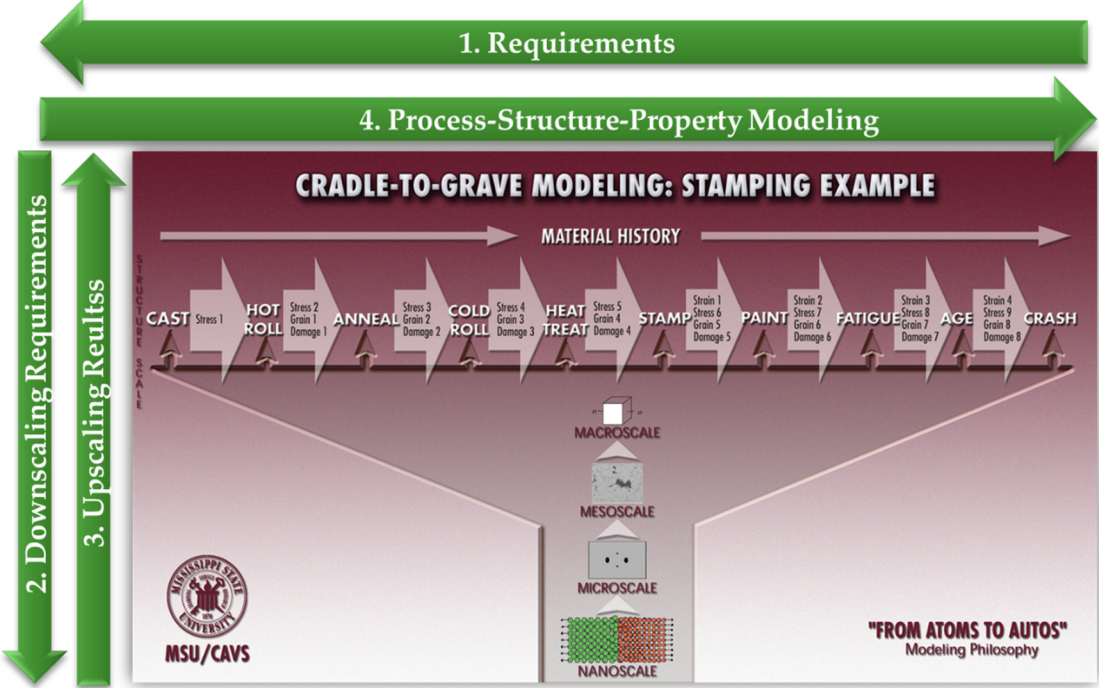 1. Requirements
4. Process-Structure-Property Modeling
2. Downscaling Requirements
3. Upscaling Reultss
CRADLE-TO-GRAVE MODELING: STAMPING EXAMPLE
MATERIAL HISTORY
STRUCTURE SCALE
CAST
Stress 1
HOT
ROLL
Stress 2
Grain 1
Damage 1
ANNEAL
Stress 3
Grain 2
Damage 2
COLD
ROLL
Stress 4
Grain 3
Damage 3
HEAT
TREAT
Stress 5
Grain 4
Damage 4
STAMP
Strain 1
Stress 6
Grain 5
Damage 5
PAINT
Strain 2
Stress 7
Grain 6
Damage 6
FATIGUE
Strain 3
Stress 8
Grain 7
Damage 7
AGE
Strain 4
Stress 9
Grain 8
Damage 8
CRASH
MACROSCALE
MESOSCALE
MICROSCALE
NANOSCALE
MISSISSIPPI STATE
UNIVERSITY
1878
MSU/CAVS
"FROM ATOMS TO AUTOS"
Modeling Philosophy